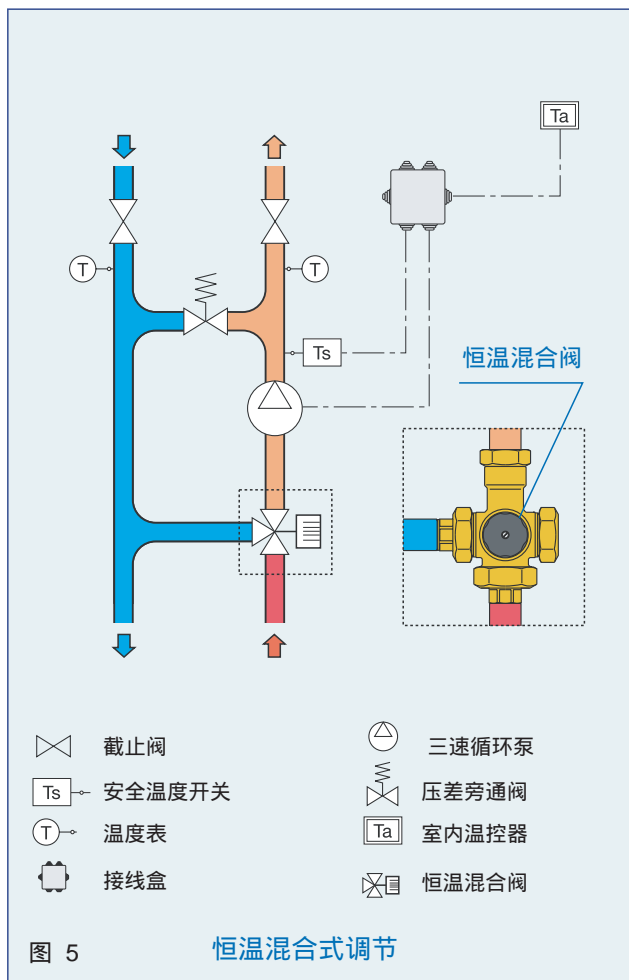 Ta
T
T
Ts
恒温混合阀
截止阀
三速循环泵
Ts
安全温度开关
压差旁通阀
T
温度表
Ta
室内温控器
接线盒
恒温混合阀
图 5
恒温混合式调节